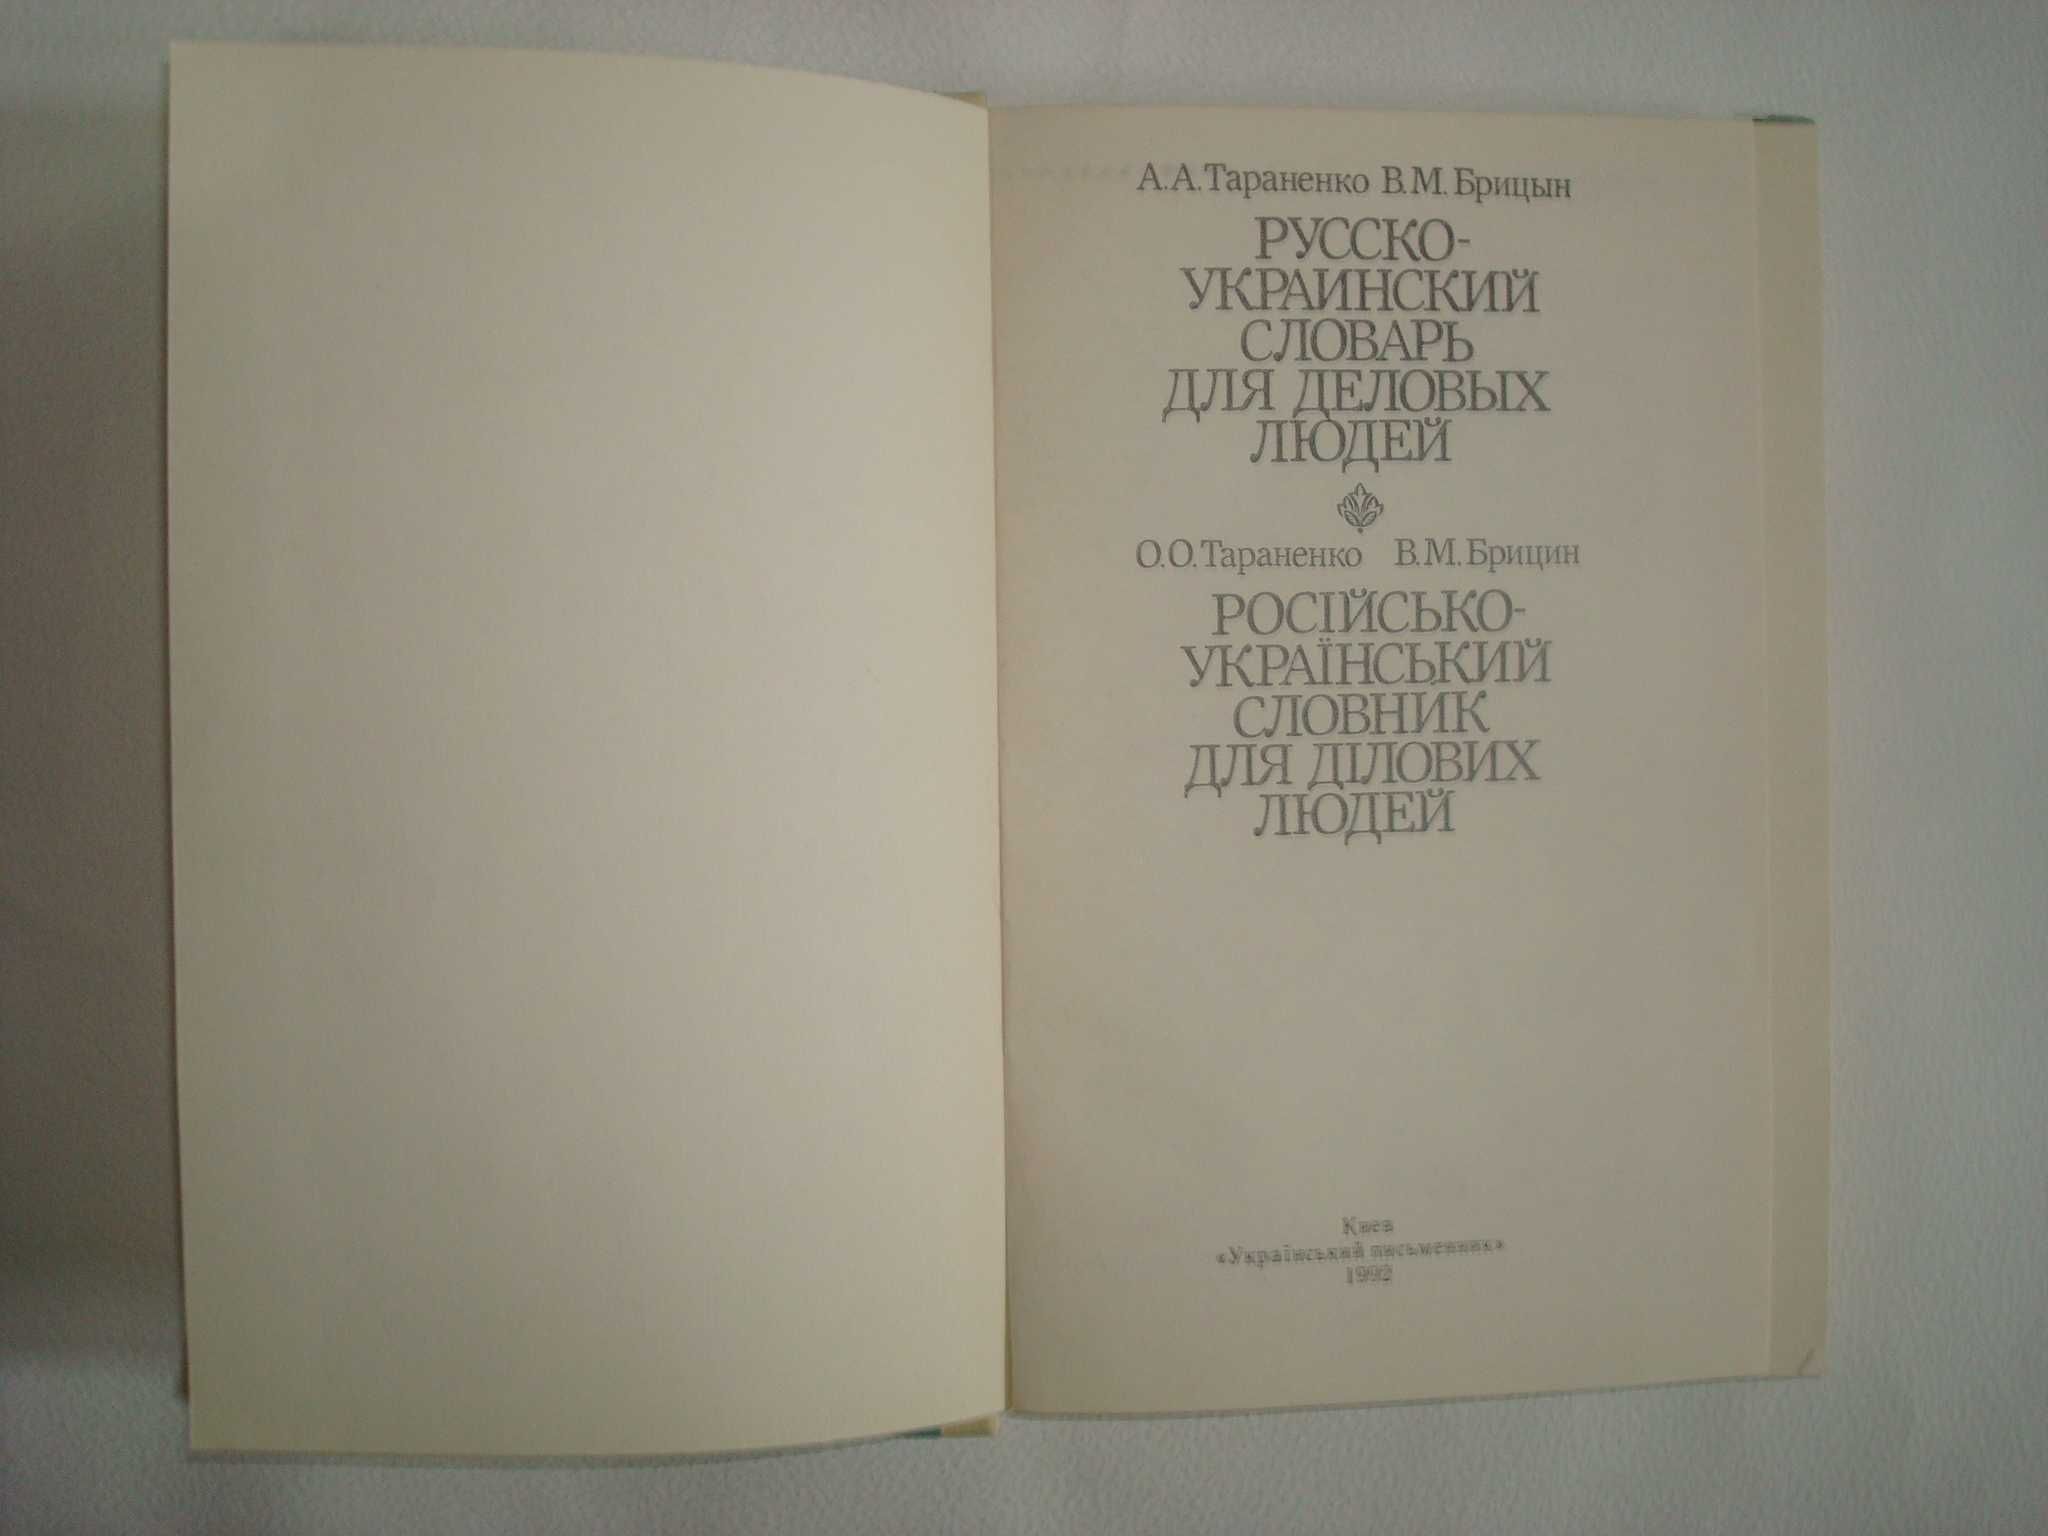 А. А. Тараненко В. М. Брицын
РУССКО-
УКРАИНСКИЙ
СЛОВАРЬ
ДЛЯ ДЕЛОВЫХ
ЛЮДЕЙ
О. О. Тараненко В. М. Брицин
РОСІЙСЬКО-
УКРАЇНСЬКИЙ
СЛОВНИК
ДЛЯ ДІЛОВИХ
ЛЮДЕЙ
Киев
«Український письменник»
1992